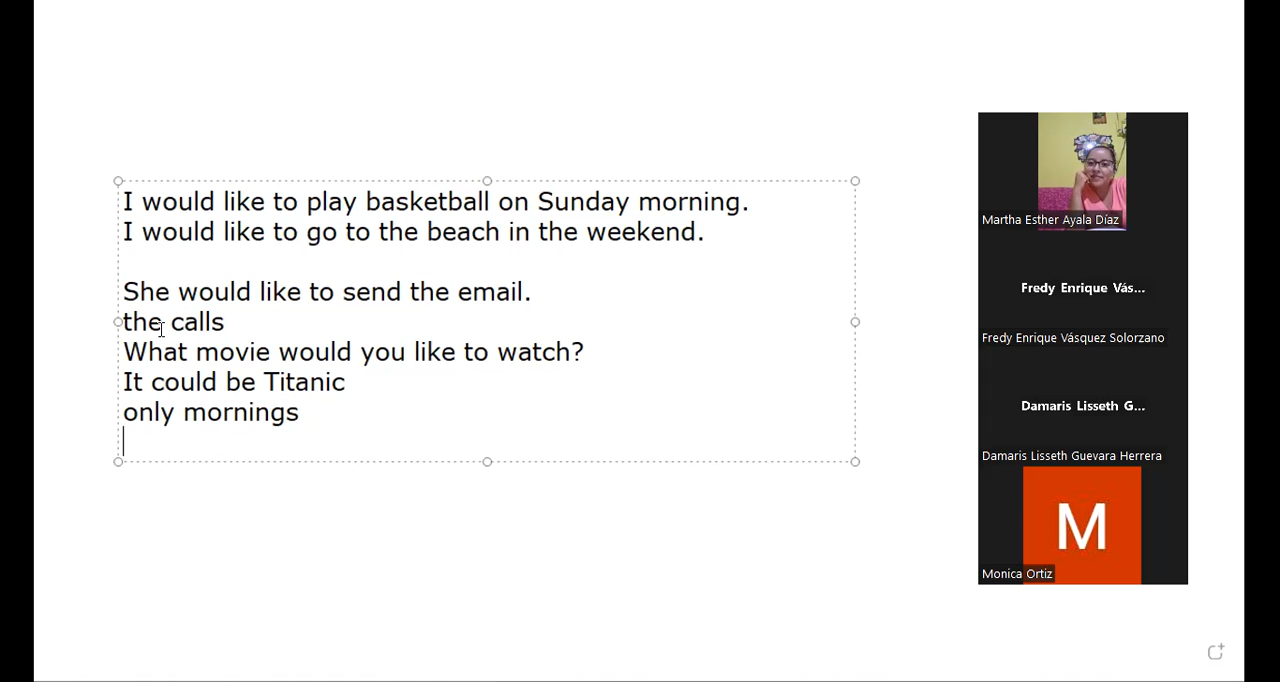 I would like to play basketball on Sunday morning.
I would like to go to the beach in the weekend.
She would like to send the email.
the calls
What movie would you like to watch?
It could be Titanic
only mornings
Martha Esther Ayala Díaz
Fredy Enrique Vás...
Fredy Enrique Vásquez Solorzano
Damaris Lisseth G...
Damaris Lisseth Guevara Herrera
M
Monica Ortiz